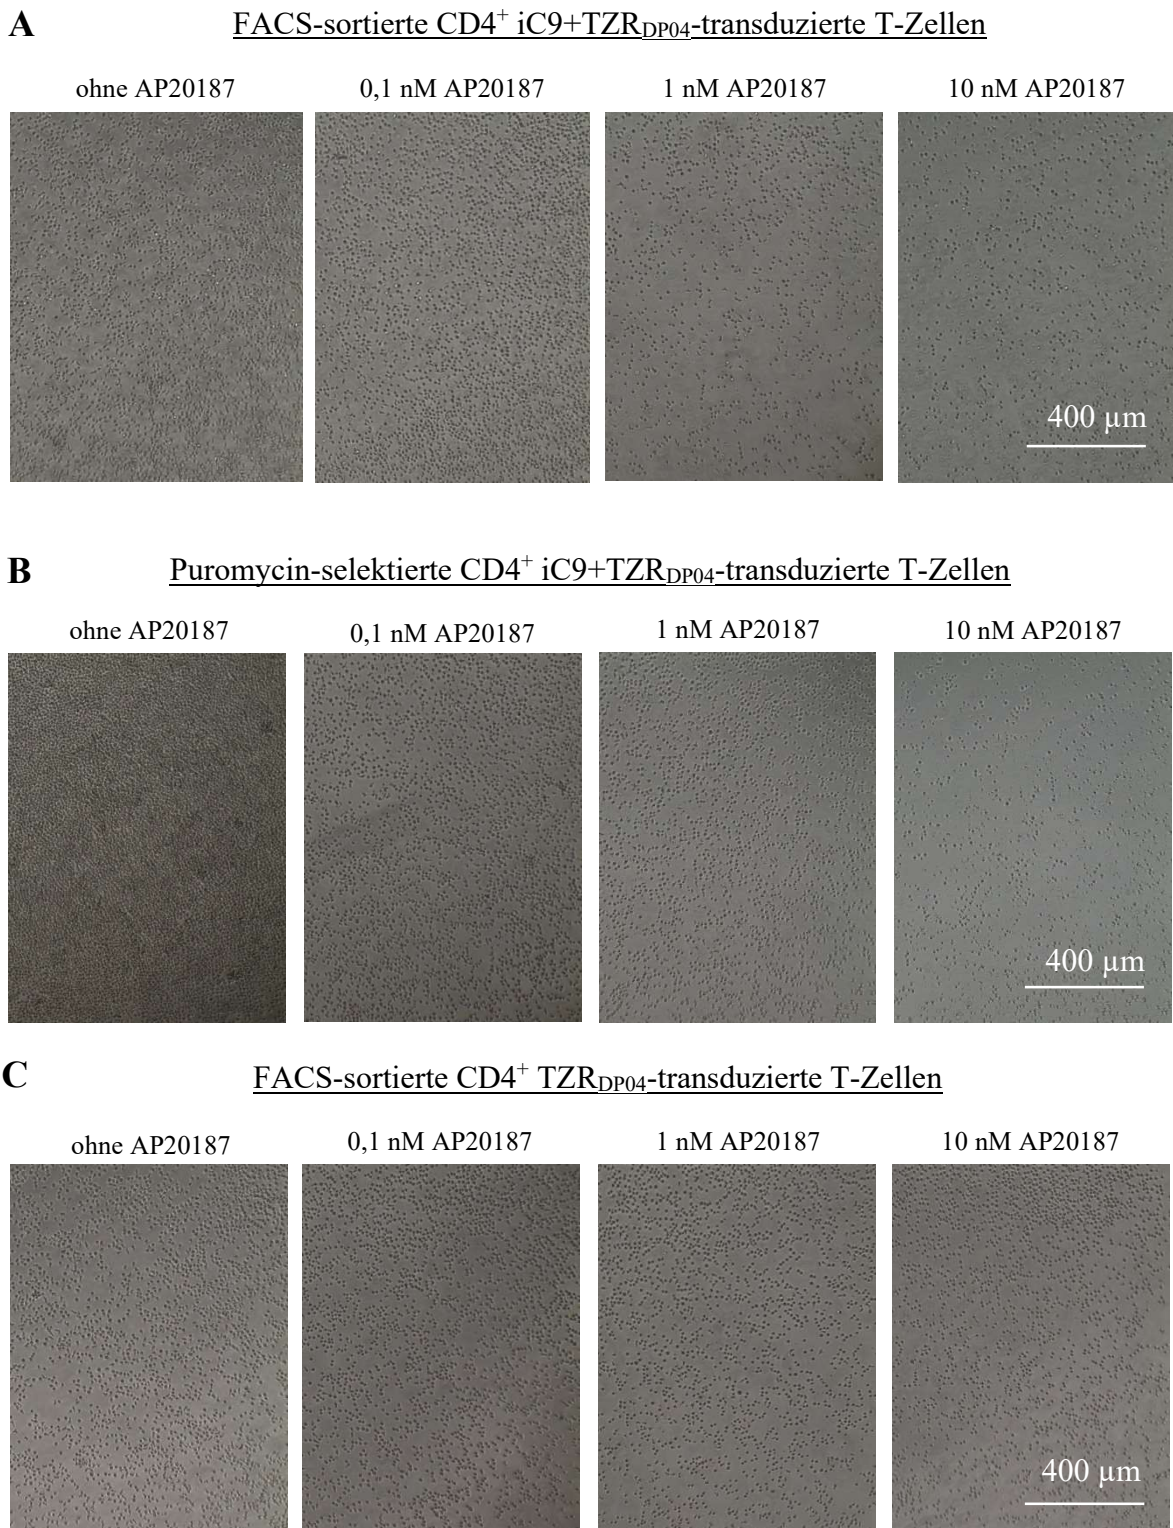 A
FACS-sortierte CD4⁺ iC9+TZR_DP04-transduzierte T-Zellen
ohne AP20187 0,1 nM AP20187 1 nM AP20187 10 nM AP20187
400 µm
B
Puromycin-selektierte CD4⁺ iC9+TZR_DP04-transduzierte T-Zellen
ohne AP20187 0,1 nM AP20187 1 nM AP20187 10 nM AP20187
400 µm
C
FACS-sortierte CD4⁺ TZR_DP04-transduzierte T-Zellen
ohne AP20187 0,1 nM AP20187 1 nM AP20187 10 nM AP20187
400 µm